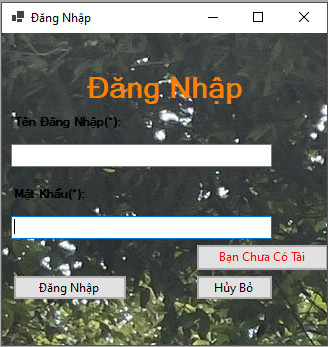 Đăng Nhập
Đăng Nhập
Tên Đăng Nhập(*):
Mật Khẩu(*):
Bạn Chưa Có Tài
Đăng Nhập
Hủy Bỏ